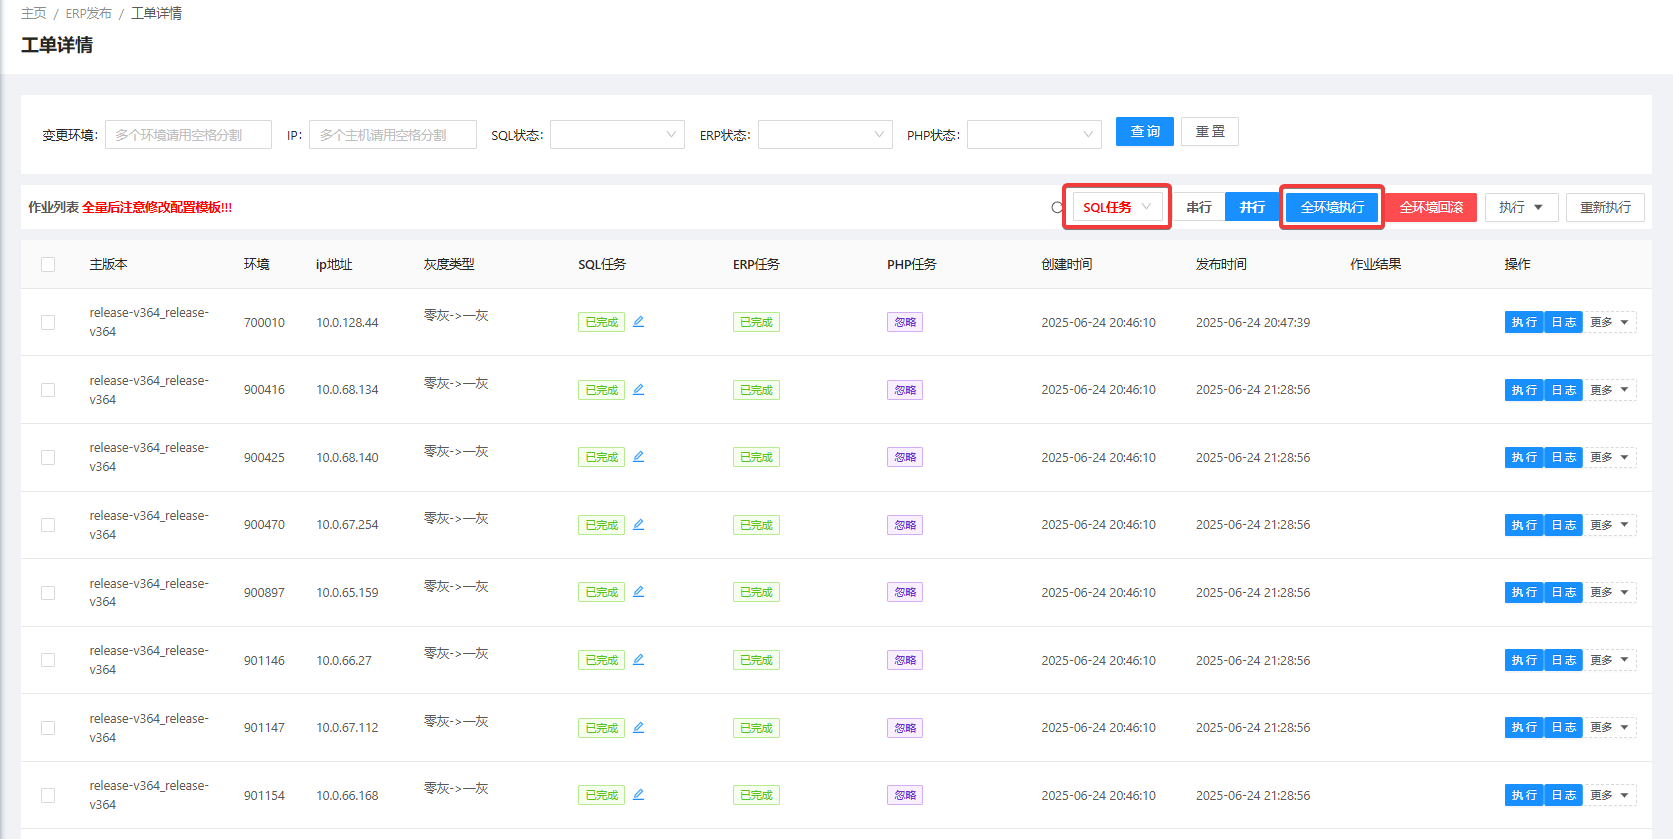 主页 / ERP发布 / 工单详情
工单详情
变更环境: 多个环境请用空格分割 IP: 多个主机请用空格分割 SQL状态: ERP状态: PHP状态: 查 询 重 置
作业列表 全量后注意修改配置模板!!! SQL任务 串行 并行 全环境执行 全环境回滚 执行 重新执行
主版本 环境 ip地址 灰度类型 SQL任务 ERP任务 PHP任务 创建时间 发布时间 作业结果 操作
release-v364_release-v364 700010 10.0.128.44 零灰->一灰 已完成 已完成 忽略 2025-06-24 20:46:10 2025-06-24 20:47:39 执 行 日 志 更多
release-v364_release-v364 900416 10.0.68.134 零灰->一灰 已完成 已完成 忽略 2025-06-24 20:46:10 2025-06-24 21:28:56 执 行 日 志 更多
release-v364_release-v364 900425 10.0.68.140 零灰->一灰 已完成 已完成 忽略 2025-06-24 20:46:10 2025-06-24 21:28:56 执 行 日 志 更多
release-v364_release-v364 900470 10.0.67.254 零灰->一灰 已完成 已完成 忽略 2025-06-24 20:46:10 2025-06-24 21:28:56 执 行 日 志 更多
release-v364_release-v364 900897 10.0.65.159 零灰->一灰 已完成 已完成 忽略 2025-06-24 20:46:10 2025-06-24 21:28:56 执 行 日 志 更多
release-v364_release-v364 901146 10.0.66.27 零灰->一灰 已完成 已完成 忽略 2025-06-24 20:46:10 2025-06-24 21:28:56 执 行 日 志 更多
release-v364_release-v364 901147 10.0.67.112 零灰->一灰 已完成 已完成 忽略 2025-06-24 20:46:10 2025-06-24 21:28:56 执 行 日 志 更多
release-v364_release-v364 901154 10.0.66.168 零灰->一灰 已完成 已完成 忽略 2025-06-24 20:46:10 2025-06-24 21:28:56 执 行 日 志 更多